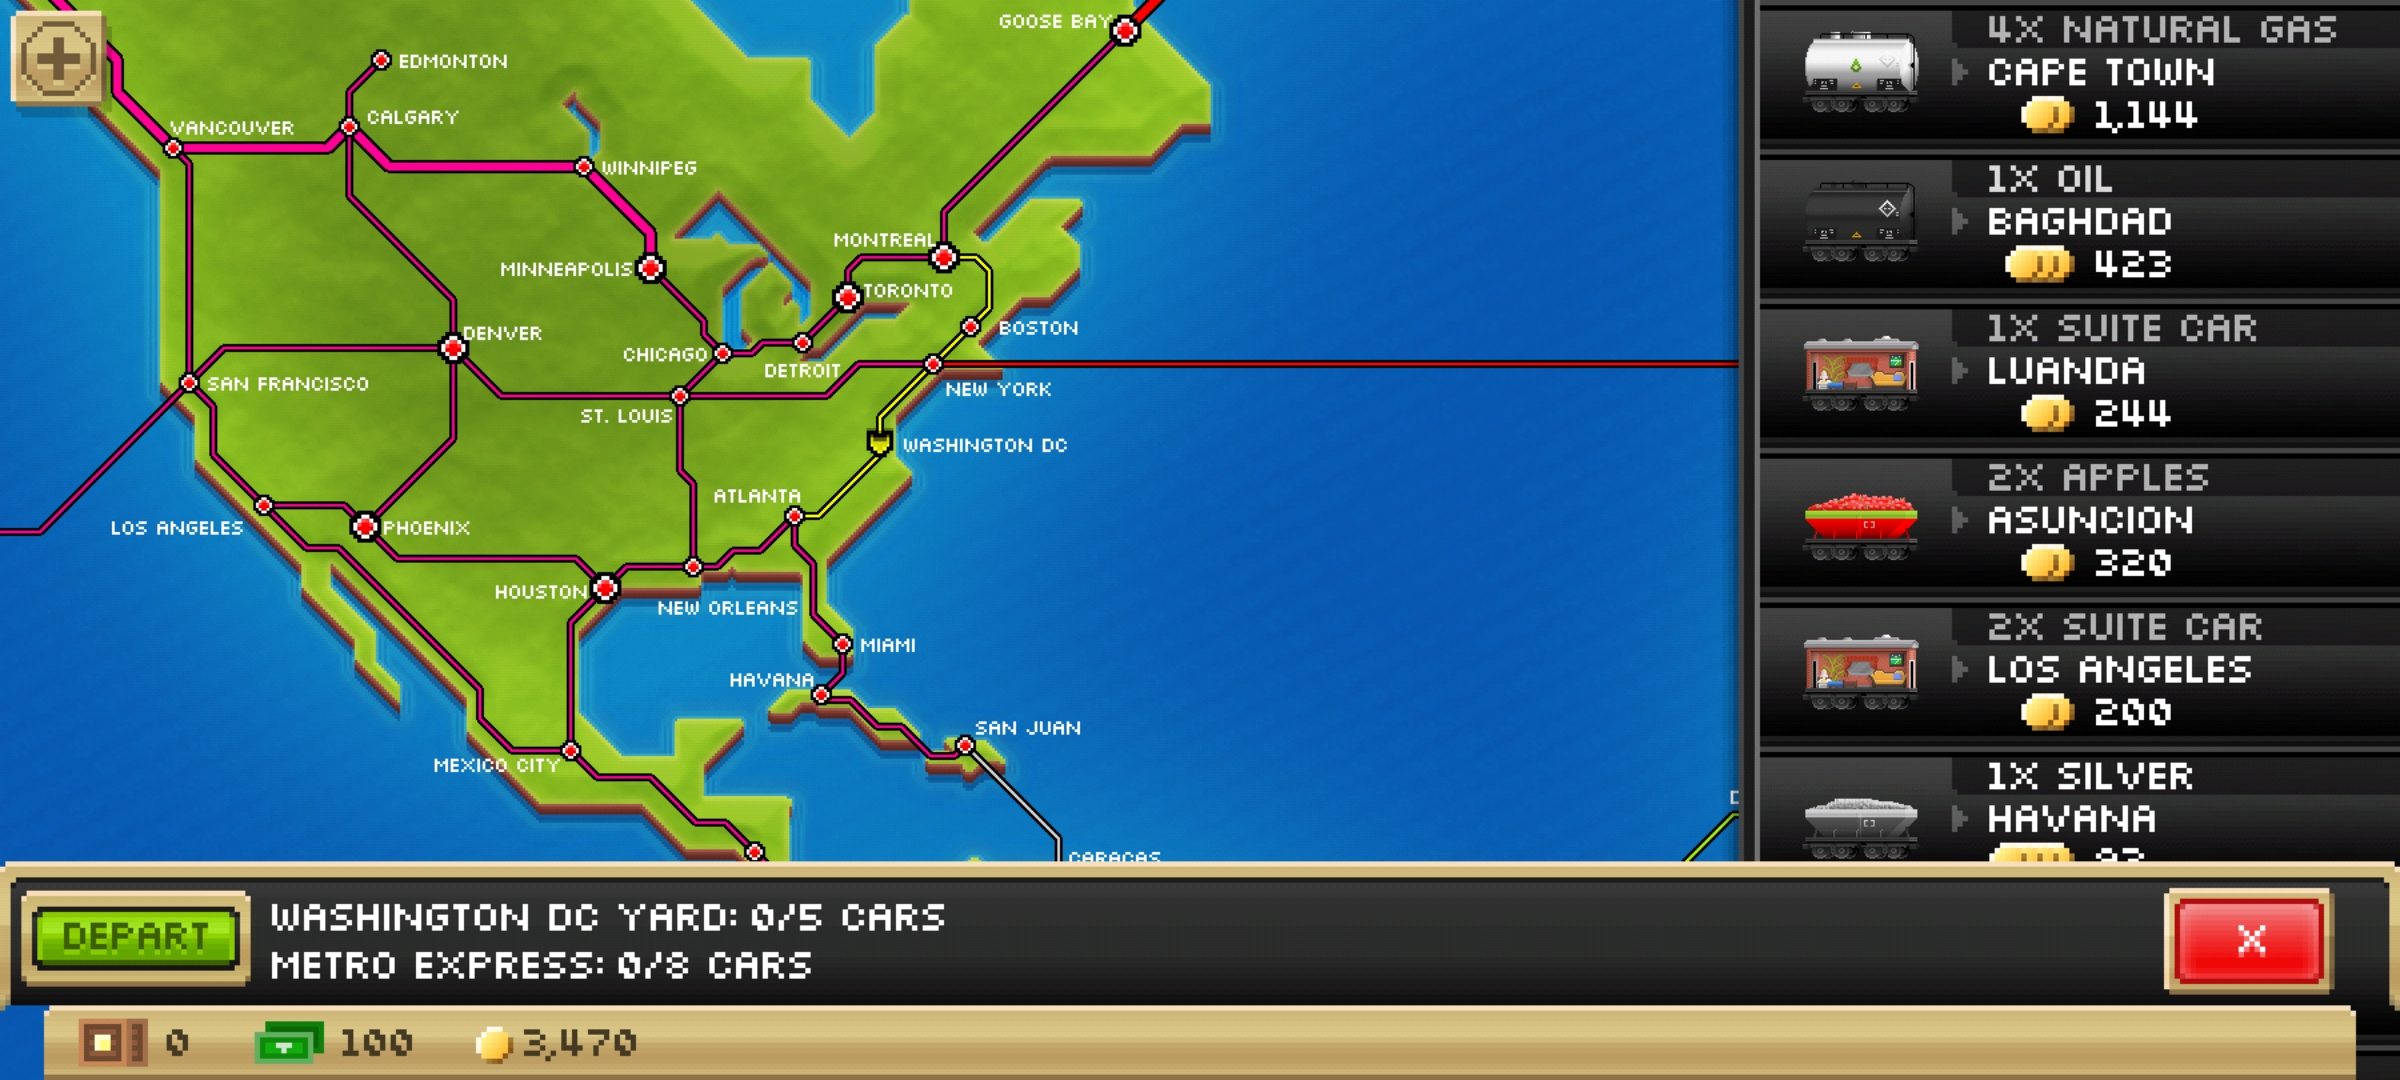 GOOSE BAY
EDMONTON
CALGARY
VANCOUVER
WINNIPEG
MONTREAL
MINNEAPOLIS
TORONTO
BOSTON
DENVER
CHICAGO
DETROIT
NEW YORK
SAN FRANCISCO
ST. LOUIS
WASHINGTON DC
ATLANTA
LOS ANGELES
PHOENIX
HOUSTON
NEW ORLEANS
MIAMI
HAVANA
SAN JUAN
MEXICO CITY
CARACAS
4X NATURAL GAS
CAPE TOWN
1,144
1X OIL
BAGHDAD
423
1X SUITE CAR
LUANDA
244
2X APPLES
ASUNCION
320
2X SUITE CAR
LOS ANGELES
200
1X SILVER
HAVANA
DEPART
WASHINGTON DC YARD: 0/5 CARS
METRO EXPRESS: 0/8 CARS
X
0
100
3,470